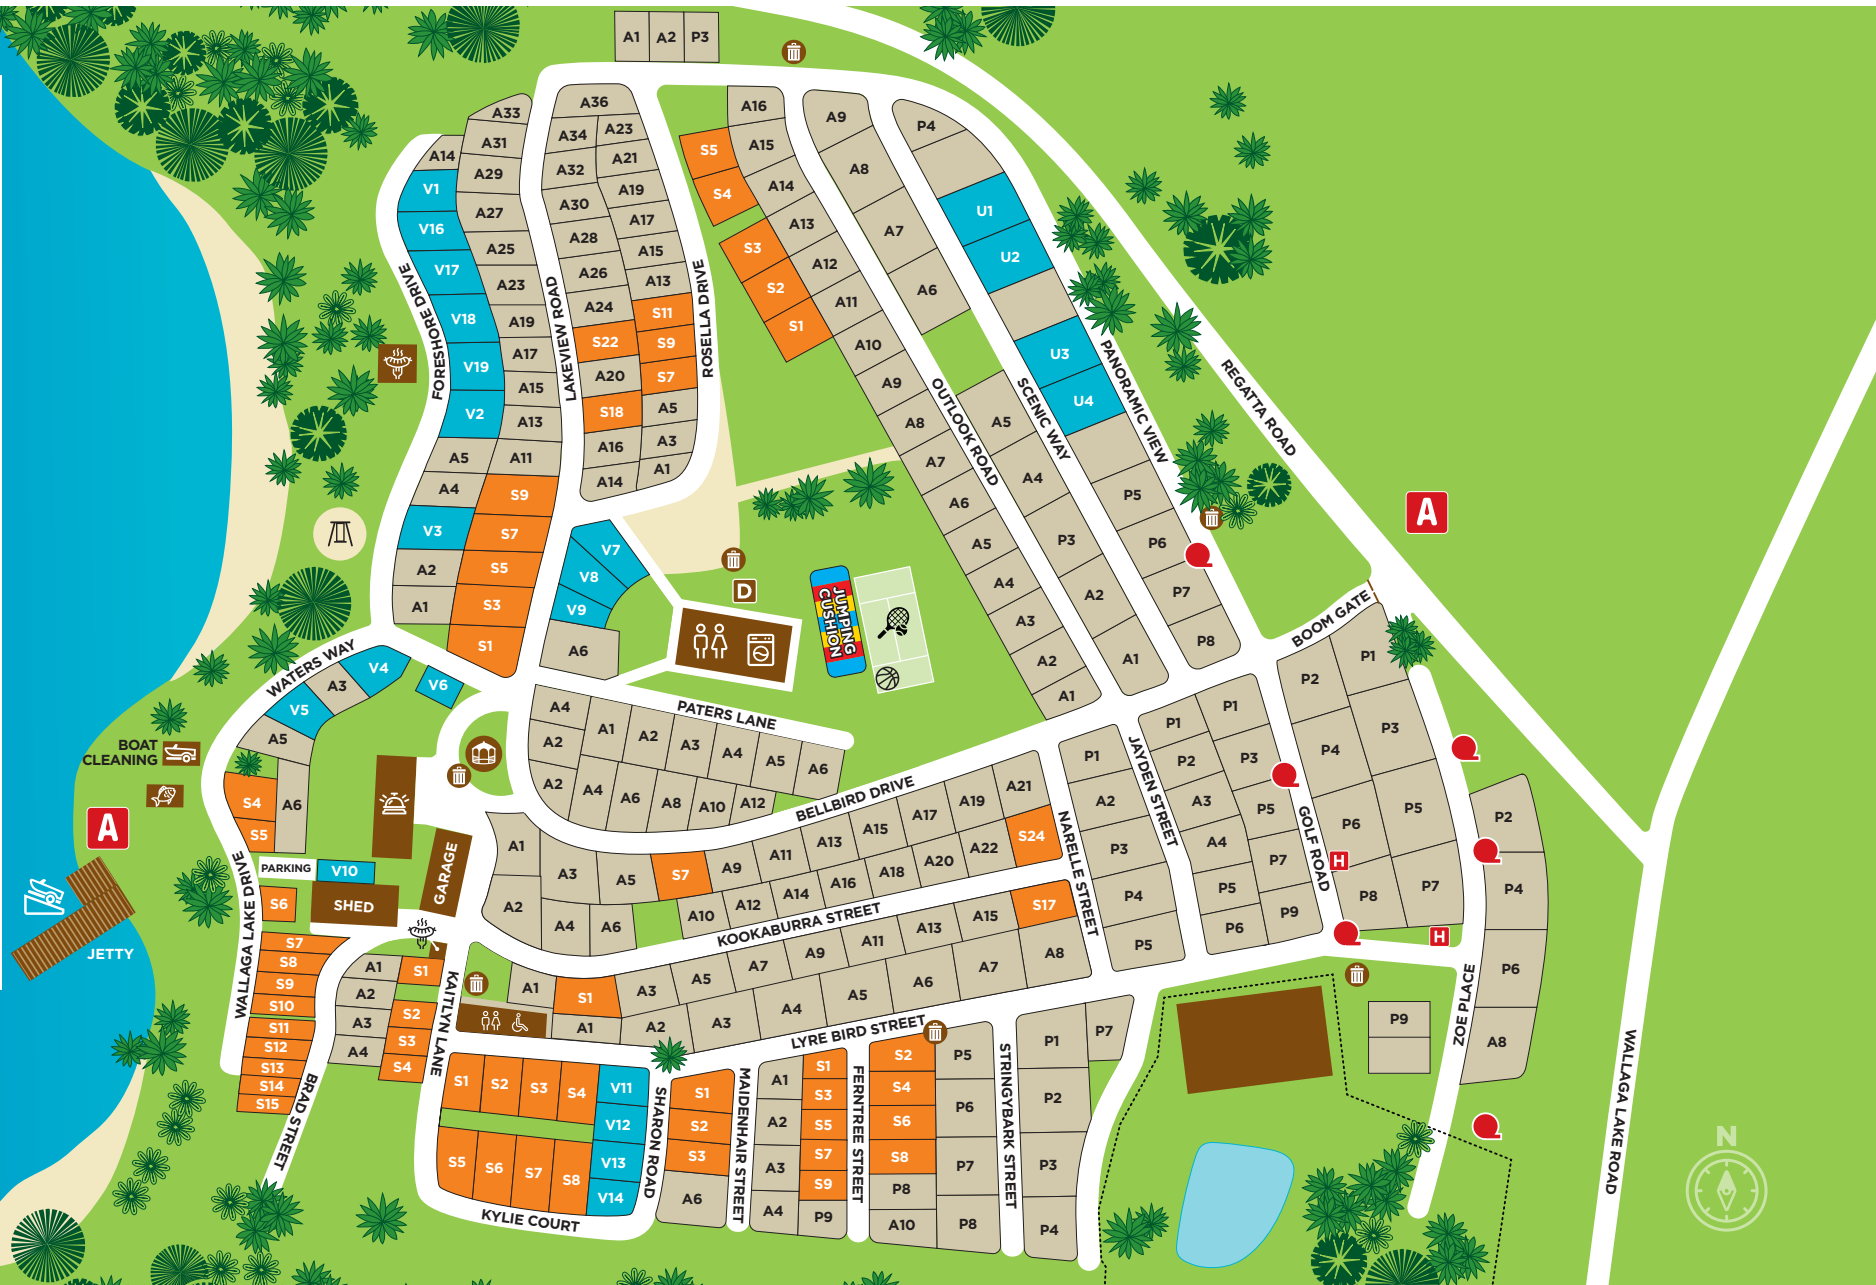 A1 A2 P3
A33
A31
A14
A29
V1
A27
V16
A25
V17
A23
V18
A19
A17
V19
A15
V2
A13
A5
A11
A4
S9
V3
S7
A2
S5
A1
S3
S1
FORESHORE DRIVE
LAKEVIEW ROAD
A36
A34 A23
A32 A21
A30 A19
A17
A28 A15
A26 A13
A24 S11
S22 S9
A20 S7
S18 A5
A16 A3
A14 A1
ROSELLA DRIVE
S5
S4
S3
S2
S1
A16
A15
A14
A13
A12
A11
A10
A9
A8
A7
A6
A5
A4
A3
A2
A1
OUTLOOK ROAD
A9
A8
A7
A6
A5
A4
P3
A2
A1
SCENIC WAY
P4
U1
U2
U3
U4
P5
P6
P7
P8
PANORAMIC VIEW
REGATTA ROAD
A
BOOM GATE
V7
V8
V9
A6
D
JUMPING
CUSHION
WATERS WAY
V4
A3
V5
V6
A5
S4
A6
S5
BOAT
CLEANING
A
JETTY
PARKING
V10
S6
SHED
GARAGE
WALLAGA LAKE DRIVE
S7
S8
S9
S10
S11
S12
S13
S14
S15
BRAD STREET
A1
A2
A3
A4
S1
S2
S3
S4
KAITLYN LANE
PATERS LANE
A4
A2
A2
A1
A2
A3
A4
A5
A6
A4
A6
A8
A10
A12
BELLBIRD DRIVE
A1
A2
A3
A4
A5
A6
S7
A9
A11
A13
A15
A17
A19
A21
A10
A12
A14
A16
A18
A20
A22
S24
KOOKABURRA STREET
A1
S1
A3
A5
A7
A9
A11
A13
A15
S17
A1
A2
A3
A4
A5
A6
A7
A8
NARELLE STREET
P1
A2
P3
P4
P5
JAYDEN STREET
P1
P2
A3
A4
P5
P6
P1
P3
P5
P7
P9
GOLF ROAD
P2
P1
P4
P3
P6
P5
H
P8
P7
H
P2
P4
P6
A8
ZOE PLACE
P9
LYRE BIRD STREET
S1 S2 S3 S4
V11
V12
V13
V14
S5 S6 S7 S8
KYLIE COURT
SHARON ROAD
S1
S2
S3
A6
MAIDENHAIR STREET
A1
A2
A3
A4
S1
S3
S5
S7
S9
P9
FERNTREE STREET
S2
S4
S6
S8
P8
A10
P5
P6
P7
P8
STRINGYBARK STREET
P1
P7
P2
P3
P4
WALLAGA LAKE ROAD
N